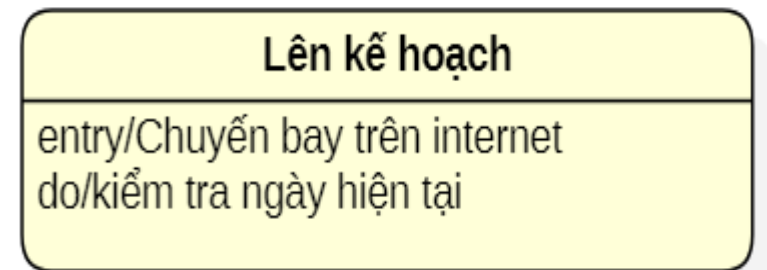 Lên kế hoạch
entry/Chuyến bay trên internet
do/kiểm tra ngày hiện tại